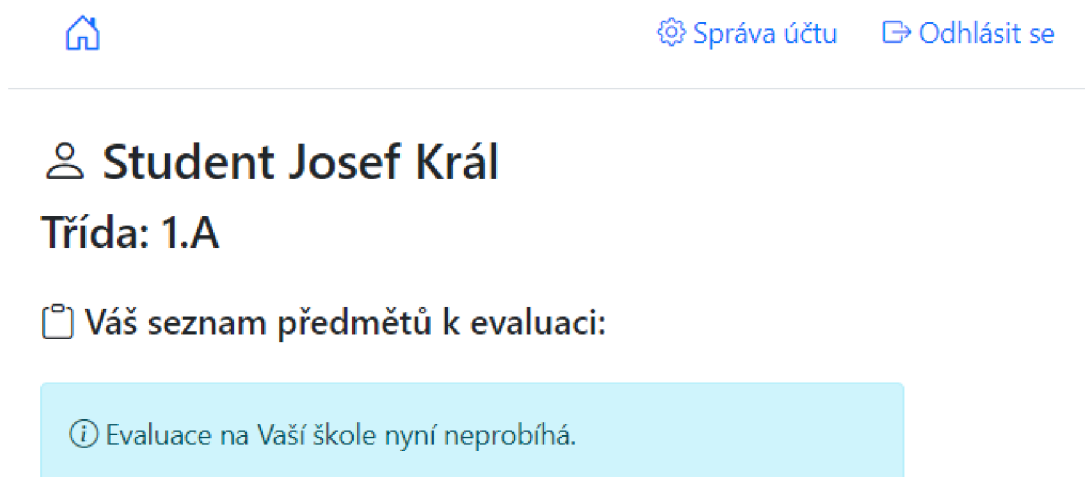 Správa účtu Odhlásit se
Student Josef Král
Třída: 1.A
Váš seznam předmětů k evaluaci:
Evaluace na Vaší škole nyní neprobíhá.